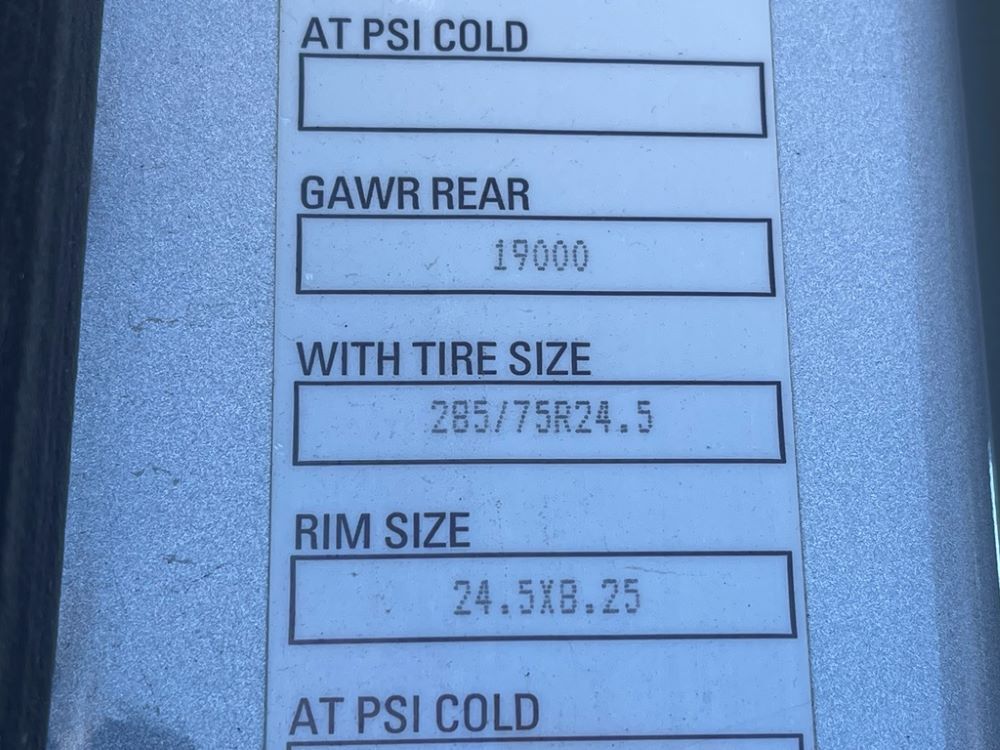 AT PSI COLD
GAWR REAR
19000
WITH TIRE SIZE
285/75R24.5
RIM SIZE
24.5X8.25
AT PSI COLD